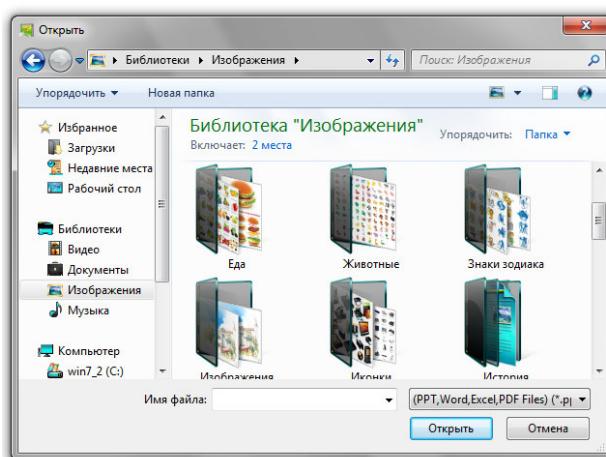 Открыть
Библиотеки Изображения
Поиск: Изображения
Упорядочить Новая папка
Избранное
Загрузки
Недавние места
Рабочий стол
Библиотеки
Видео
Документы
Изображения
Музыка
Компьютер
win7_2 (C:)
Библиотека "Изображения"
Включает: 2 места
Упорядочить: Папка
Еда Животные Знаки зодиака
Изображения Иконки История
Имя файла:
(PPT,Word,Excel,PDF Files) (*.p
Открыть Отмена